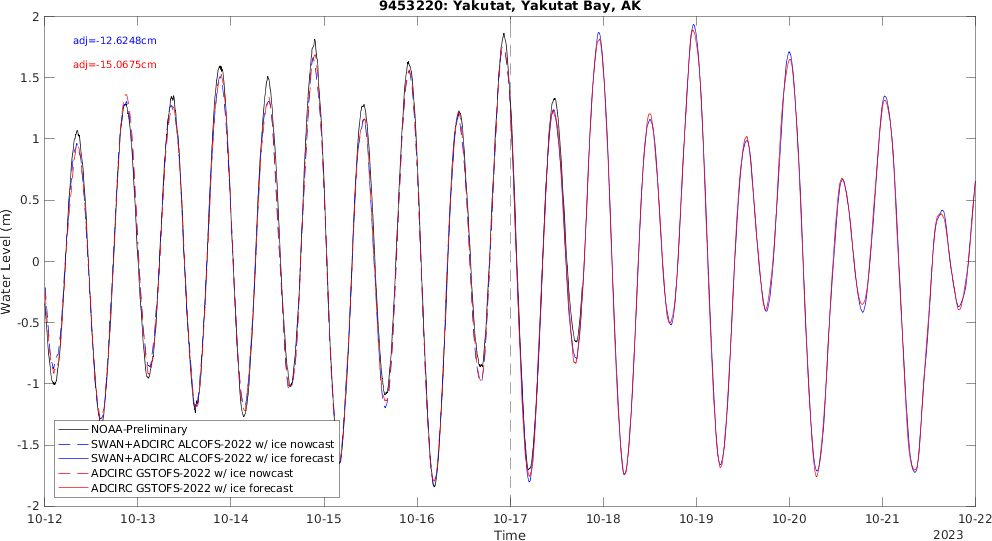 9453220: Yakutat, Yakutat Bay, AK
adj=-12.6248cm
adj=-15.0675cm
Water Level (m)
2
1.5
1
0.5
0
-0.5
-1
-1.5
-2
NOAA-Preliminary
SWAN+ADCIRC ALCOFS-2022 w/ ice nowcast
SWAN+ADCIRC ALCOFS-2022 w/ ice forecast
ADCIRC GSTOFS-2022 w/ ice nowcast
ADCIRC GSTOFS-2022 w/ ice forecast
10-12 10-13 10-14 10-15 10-16 10-17 10-18 10-19 10-20 10-21 10-22
Time
2023